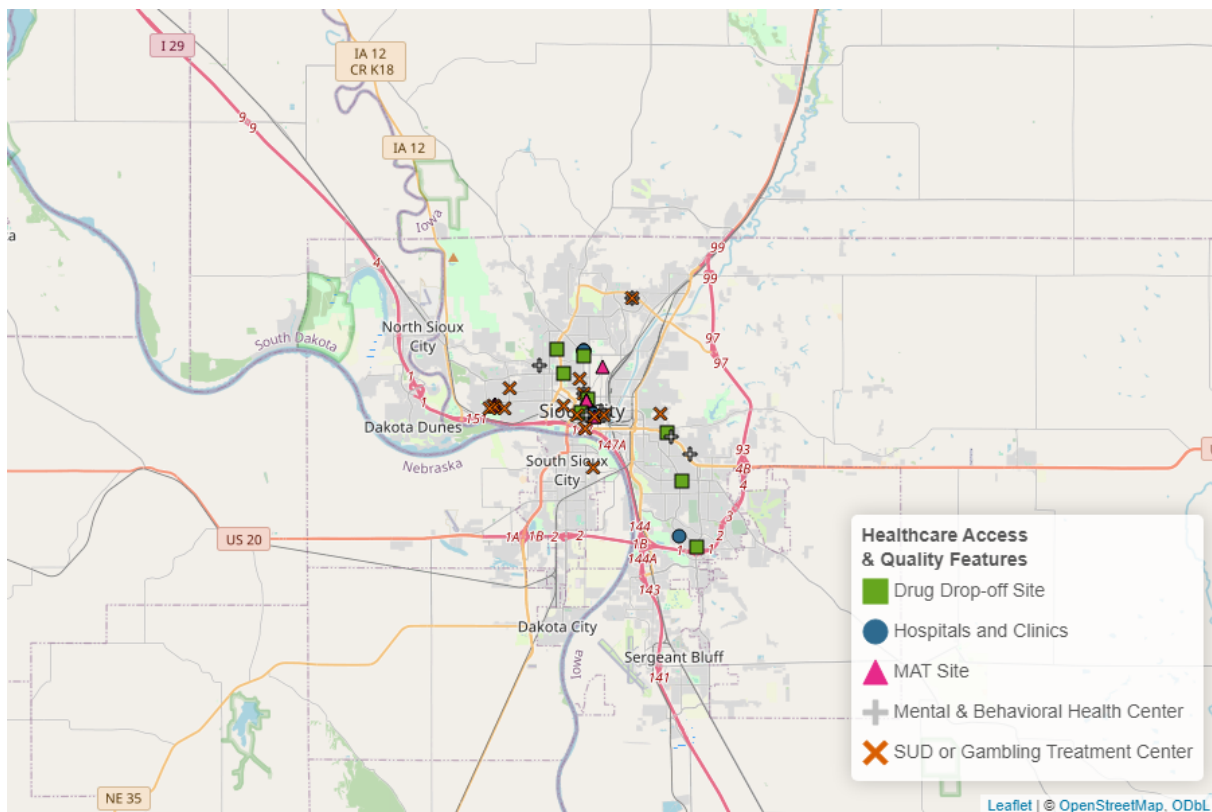 I 29
IA 12
CR K18
9
9
IA 12
Iowa
99
99
4
South Dakota
North Sioux
City
97
97
1
1
151
Dakota Dunes
Sioux City
147A
Nebraska
South Sioux
City
93
4B
4
3
2
1
US 20
1A
1B
2
2
144
1B
144A
1
143
Dakota City
Iowa
Sergeant Bluff
141
NE 35
Healthcare Access
& Quality Features
Drug Drop-off Site
Hospitals and Clinics
MAT Site
Mental & Behavioral Health Center
SUD or Gambling Treatment Center
Leaflet | © OpenStreetMap, ODbL